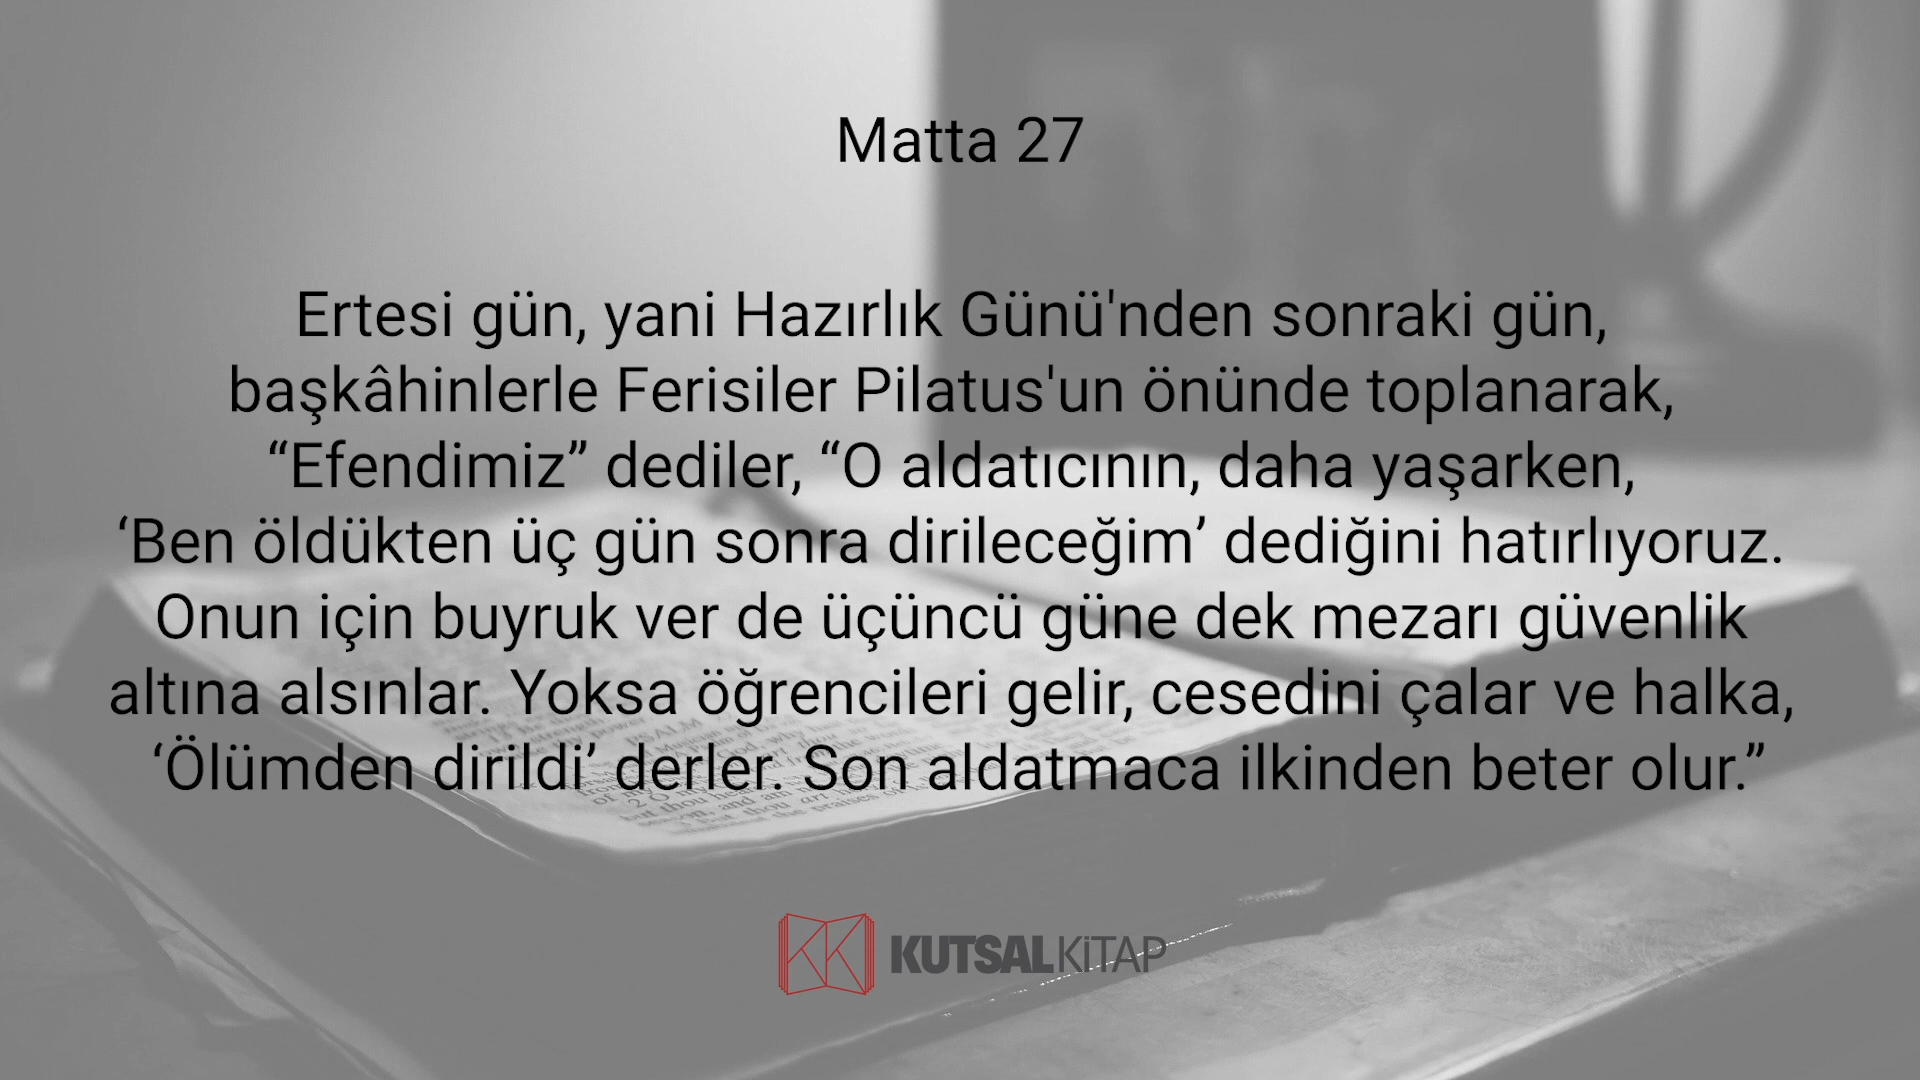 Matta 27
Ertesi gün, yani Hazırlık Günü'nden sonraki gün,
başkâhinlerle Ferisiler Pilatus'un önünde toplanarak,
“Efendimiz” dediler, “O aldatıcının, daha yaşarken,
‘Ben öldükten üç gün sonra dirileceğim’ dediğini hatırlıyoruz.
Onun için buyruk ver de üçüncü güne dek mezarı güvenlik
altına alsınlar. Yoksa öğrencileri gelir, cesedini çalar ve halka,
‘Ölümden dirildi’ derler. Son aldatmaca ilkinden beter olur.”
KUTSALKiTAP